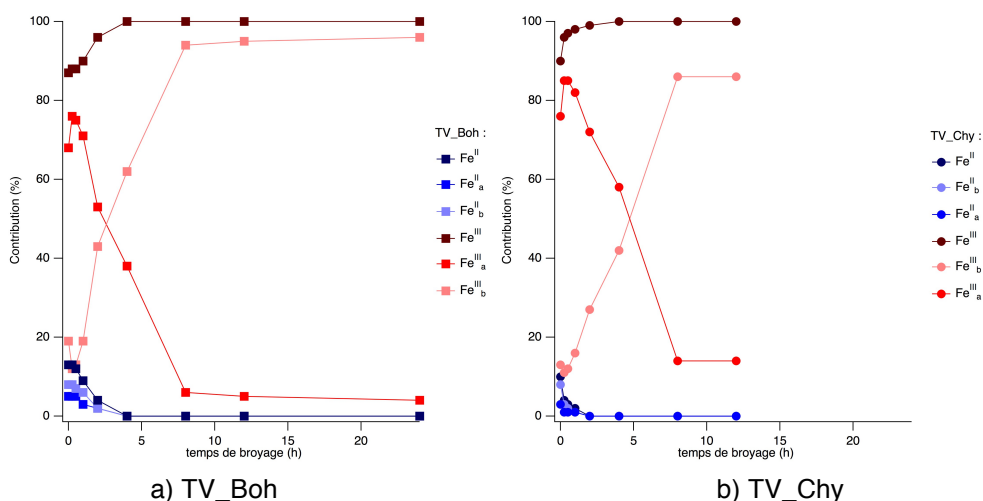 100
80
60
40
20
0
Contribution (%)
0 5 10 15 20
temps de broyage (h)
TV_Boh :
Fe^II
Fe^II_a
Fe^II_b
Fe^III
Fe^III_a
Fe^III_b
a) TV_Boh
100
80
60
40
20
0
Contribution (%)
0 5 10 15 20
temps de broyage (h)
TV_Chy :
Fe^II
Fe^II_b
Fe^II_a
Fe^III
Fe^III_b
Fe^III_a
b) TV_Chy